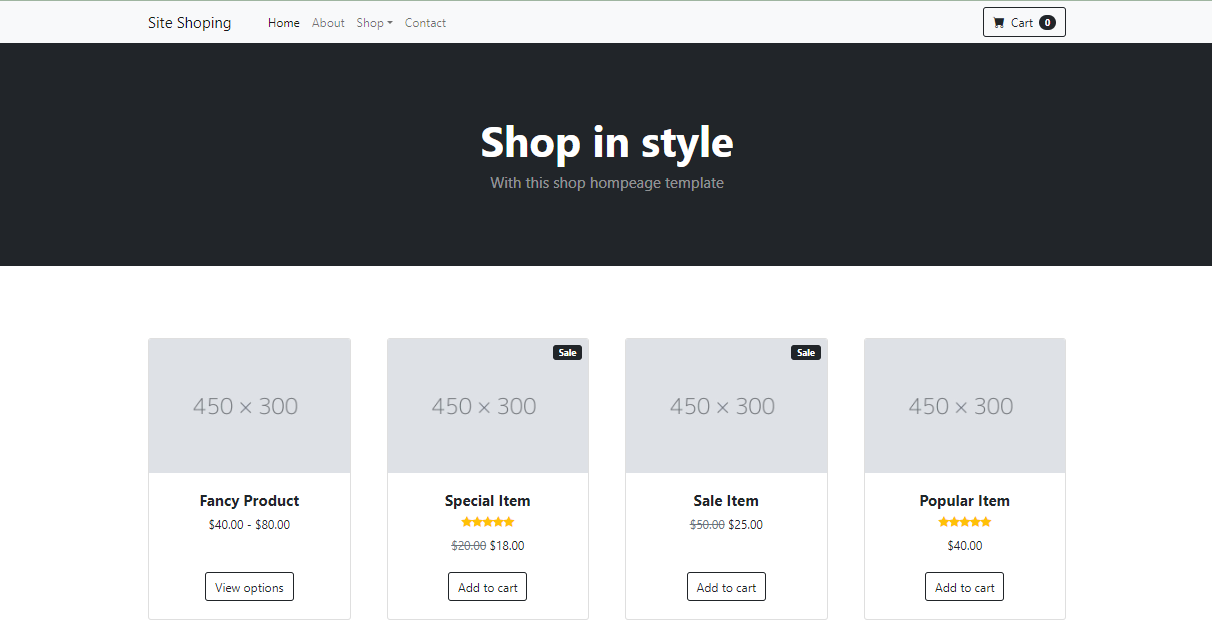 Site Shoping Home About Shop Contact Cart 0
Shop in style
With this shop hompeage template
Sale Sale
450 × 300 450 × 300 450 × 300 450 × 300
Fancy Product Special Item Sale Item Popular Item
$40.00 - $80.00 $20.00 $18.00 $50.00 $25.00 $40.00
View options Add to cart Add to cart Add to cart